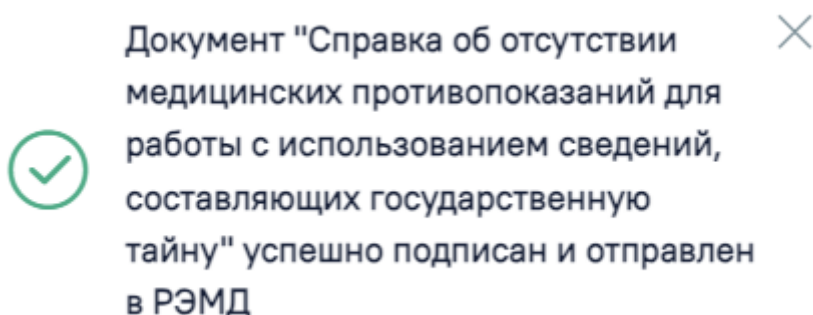 Документ "Справка об отсутствии
медицинских противопоказаний для
работы с использованием сведений,
составляющих государственную
тайну" успешно подписан и отправлен
в РЭМД